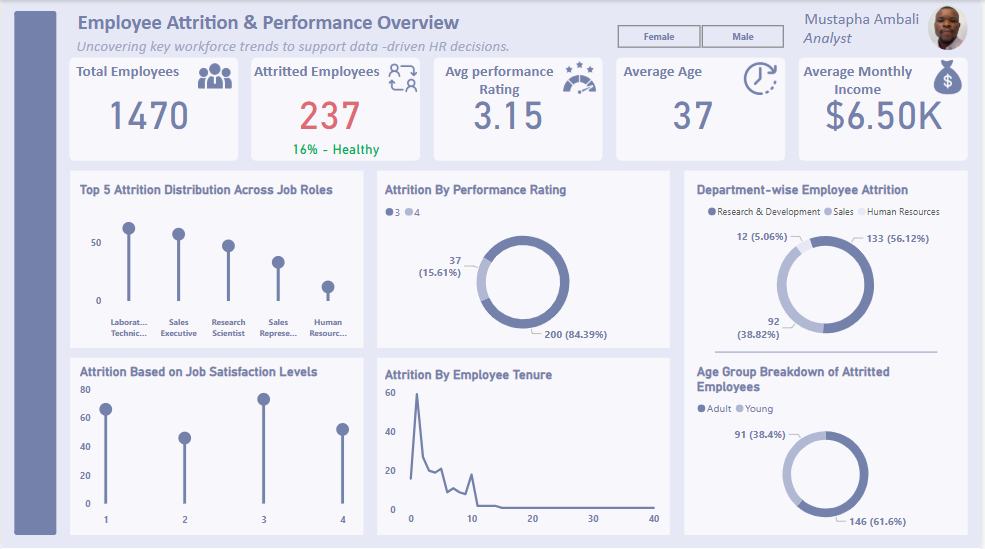 Employee Attrition & Performance Overview
Uncovering key workforce trends to support data -driven HR decisions.
Female
Male
Mustapha Ambali
Analyst
Total Employees
1470
Attritted Employees
237
16% - Healthy
Avg performance
Rating
3.15
Average Age
37
Average Monthly
Income
$6.50K
$
Top 5 Attrition Distribution Across Job Roles
50
0
Laborat...
Technic...
Sales
Executive
Research
Scientist
Sales
Represe...
Human
Resourc...
Attrition By Performance Rating
3 4
37
(15.61%)
200 (84.39%)
Department-wise Employee Attrition
Research & Development Sales Human Resources
12 (5.06%)
133 (56.12%)
92
(38.82%)
Attrition Based on Job Satisfaction Levels
80
60
40
20
0
1 2 3 4
Attrition By Employee Tenure
60
40
20
0
0 10 20 30 40
Age Group Breakdown of Attritted
Employees
Adult Young
91 (38.4%)
146 (61.6%)